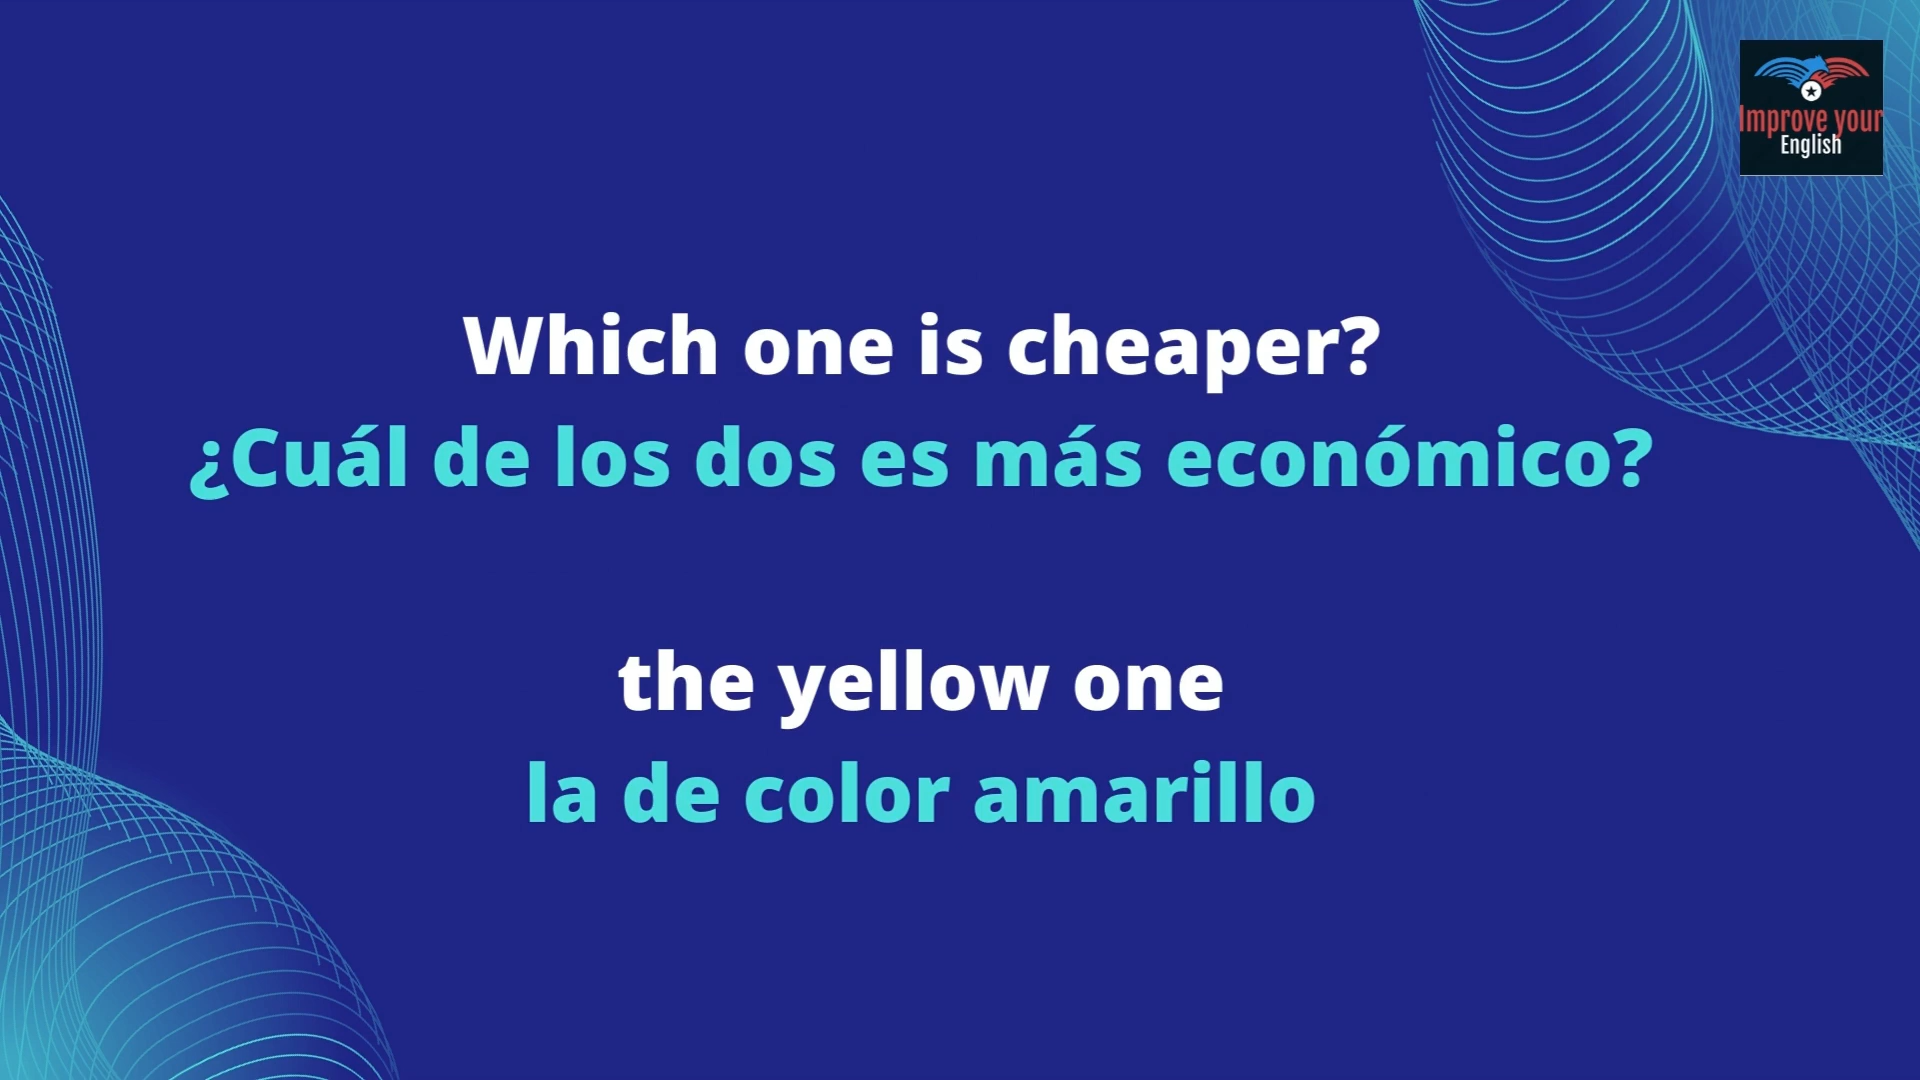 Improve your
English
Which one is cheaper?
¿Cuál de los dos es más económico?
the yellow one
la de color amarillo